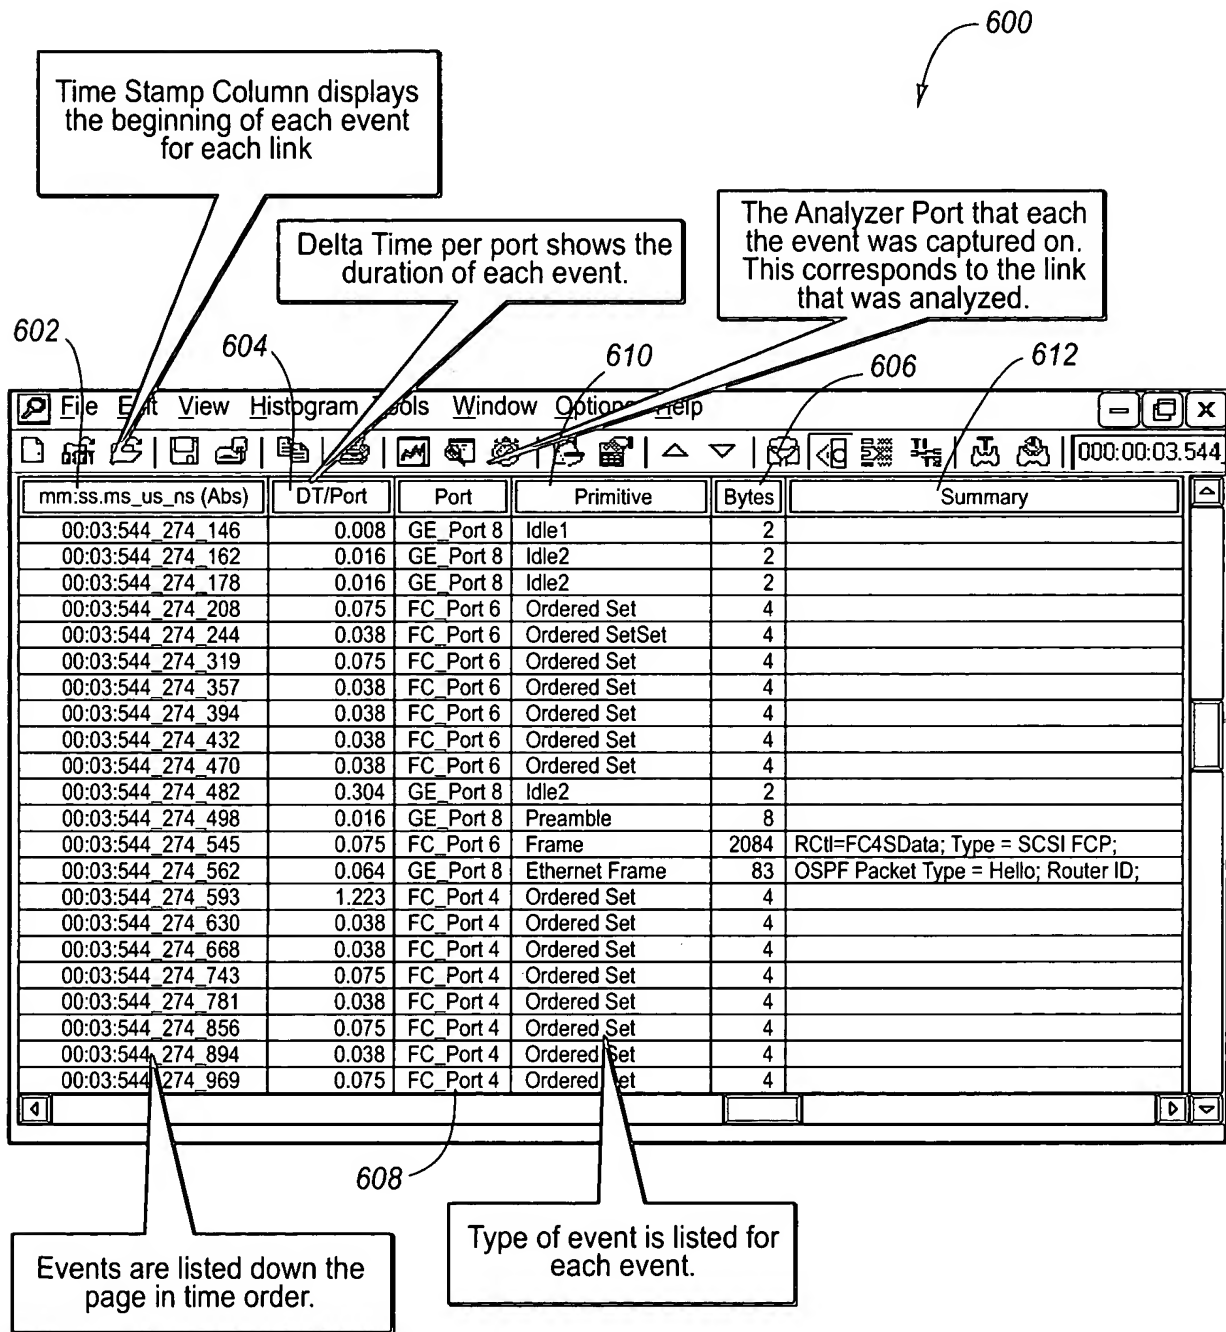 600
Time Stamp Column displays
the beginning of each event
for each link
Delta Time per port shows the
duration of each event.
The Analyzer Port that each
the event was captured on.
This corresponds to the link
that was analyzed.
602
604
610
606
612
File Edit View Histogram Tools Window Options Help
000:00:03.544
mm:ss.ms_us_ns (Abs) DT/Port Port Primitive Bytes Summary
00:03:544_274_146 0.008 GE_Port 8 Idle1 2
00:03:544_274_162 0.016 GE_Port 8 Idle2 2
00:03:544_274_178 0.016 GE_Port 8 Idle2 2
00:03:544_274_208 0.075 FC_Port 6 Ordered Set 4
00:03:544_274_244 0.038 FC_Port 6 Ordered SetSet 4
00:03:544_274_319 0.075 FC_Port 6 Ordered Set 4
00:03:544_274_357 0.038 FC_Port 6 Ordered Set 4
00:03:544_274_394 0.038 FC_Port 6 Ordered Set 4
00:03:544_274_432 0.038 FC_Port 6 Ordered Set 4
00:03:544_274_470 0.038 FC_Port 6 Ordered Set 4
00:03:544_274_482 0.304 GE_Port 8 Idle2 2
00:03:544_274_498 0.016 GE_Port 8 Preamble 8
00:03:544_274_545 0.075 FC_Port 6 Frame 2084 RCtl=FC4SData; Type = SCSI FCP;
00:03:544_274_562 0.064 GE_Port 8 Ethernet Frame 83 OSPF Packet Type = Hello; Router ID;
00:03:544_274_593 1.223 FC_Port 4 Ordered Set 4
00:03:544_274_630 0.038 FC_Port 4 Ordered Set 4
00:03:544_274_668 0.038 FC_Port 4 Ordered Set 4
00:03:544_274_743 0.075 FC_Port 4 Ordered Set 4
00:03:544_274_781 0.038 FC_Port 4 Ordered Set 4
00:03:544_274_856 0.075 FC_Port 4 Ordered Set 4
00:03:544_274_894 0.038 FC_Port 4 Ordered Set 4
00:03:544_274_969 0.075 FC_Port 4 Ordered Set 4
608
Events are listed down the
page in time order.
Type of event is listed for
each event.